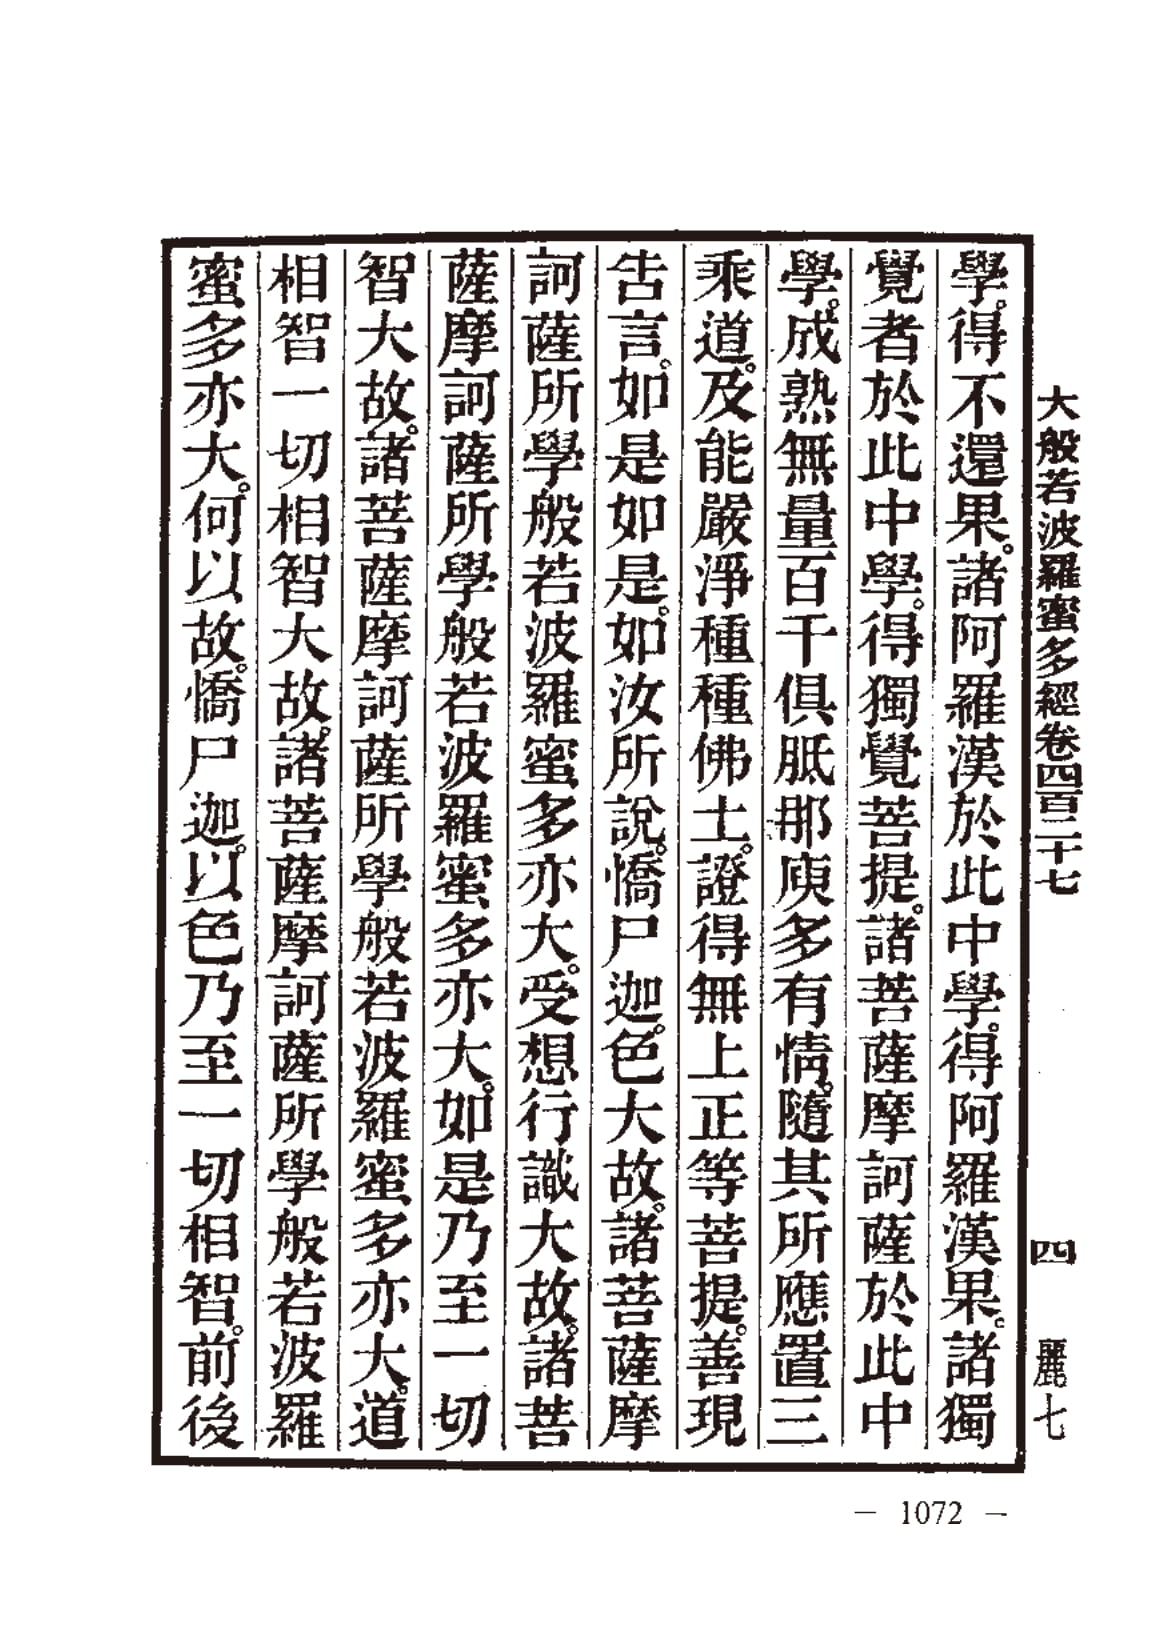 大般若波羅蜜多經卷四百二十七　四　麗七
學。得不還果。諸阿羅漢於此中學。得阿羅漢果。諸獨
覺者於此中學。得獨覺菩提。諸菩薩摩訶薩於此中
學。成熟無量百千俱胝那庾多有情。隨其所應置三
乘道。及能嚴淨種種佛土。證得無上正等菩提。善現
告言。如是如是。如汝所說。憍尸迦。色大故。諸菩薩摩
訶薩所學般若波羅蜜多亦大。受想行識大故。諸菩
薩摩訶薩所學般若波羅蜜多亦大。如是乃至一切
智大故。諸菩薩摩訶薩所學般若波羅蜜多亦大。道
相智一切相智大故。諸菩薩摩訶薩所學般若波羅
蜜多亦大。何以故。憍尸迦。以色乃至一切相智。前後
— 1072 —